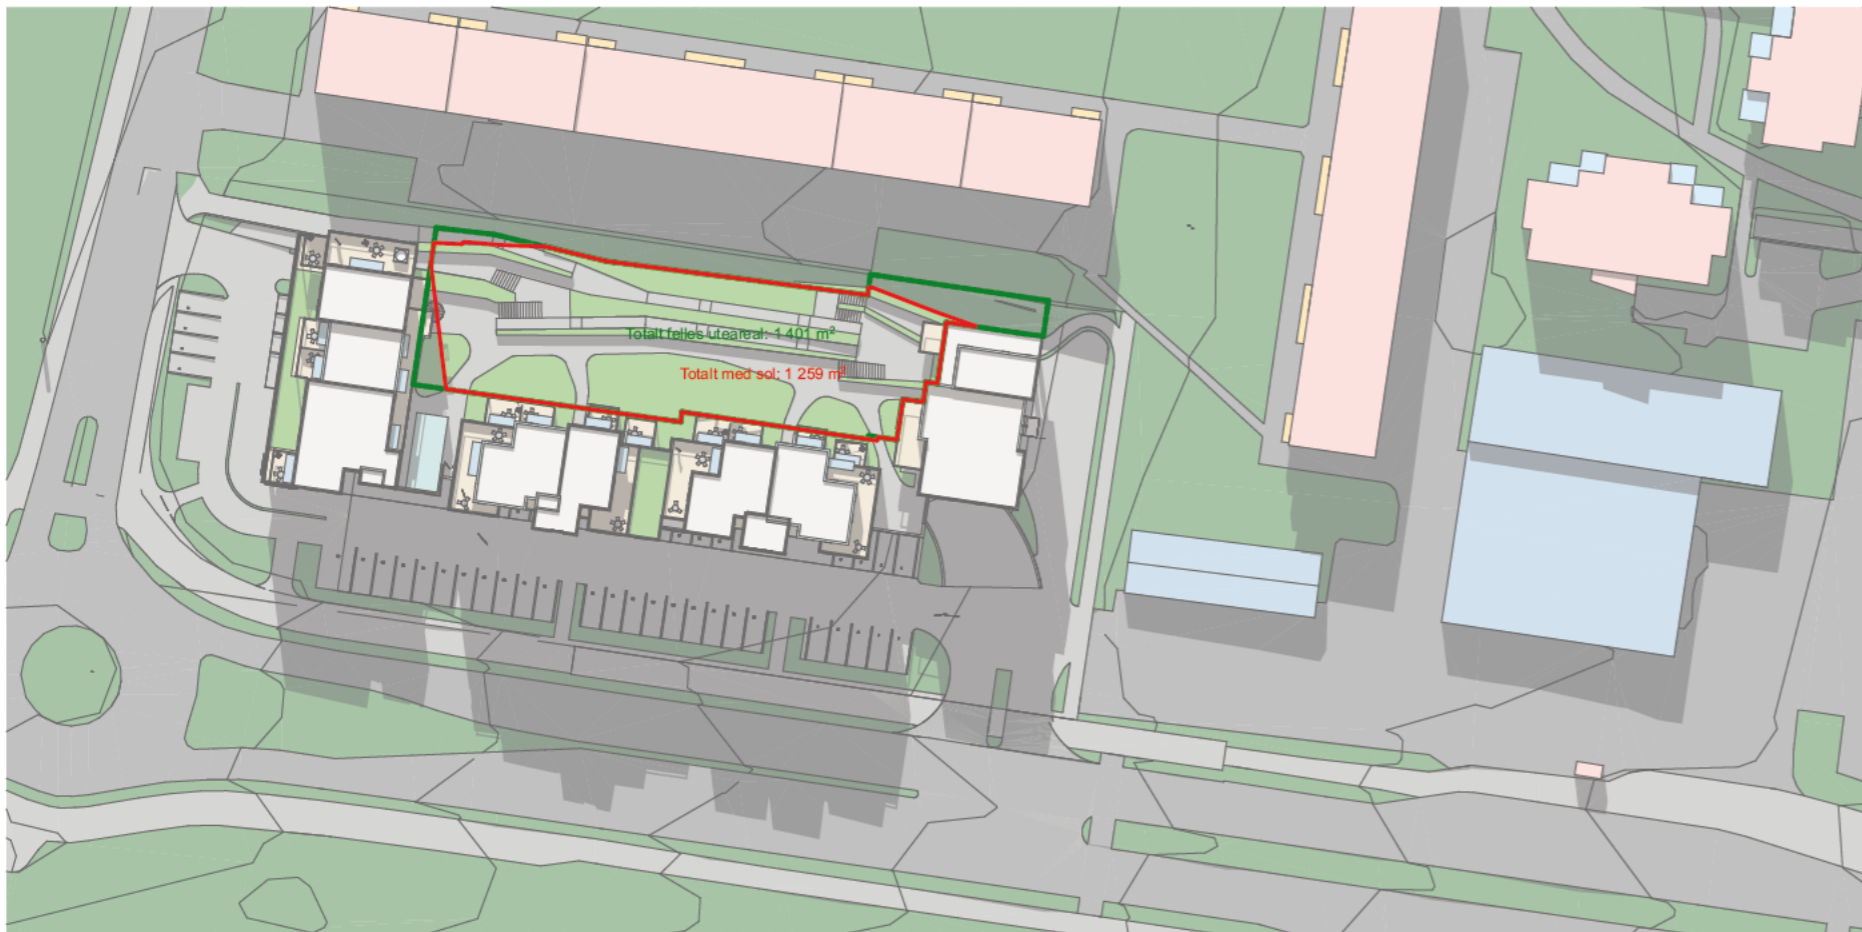 Totalt felles uteareal: 1 401 m²
Totalt med sol: 1 259 m²